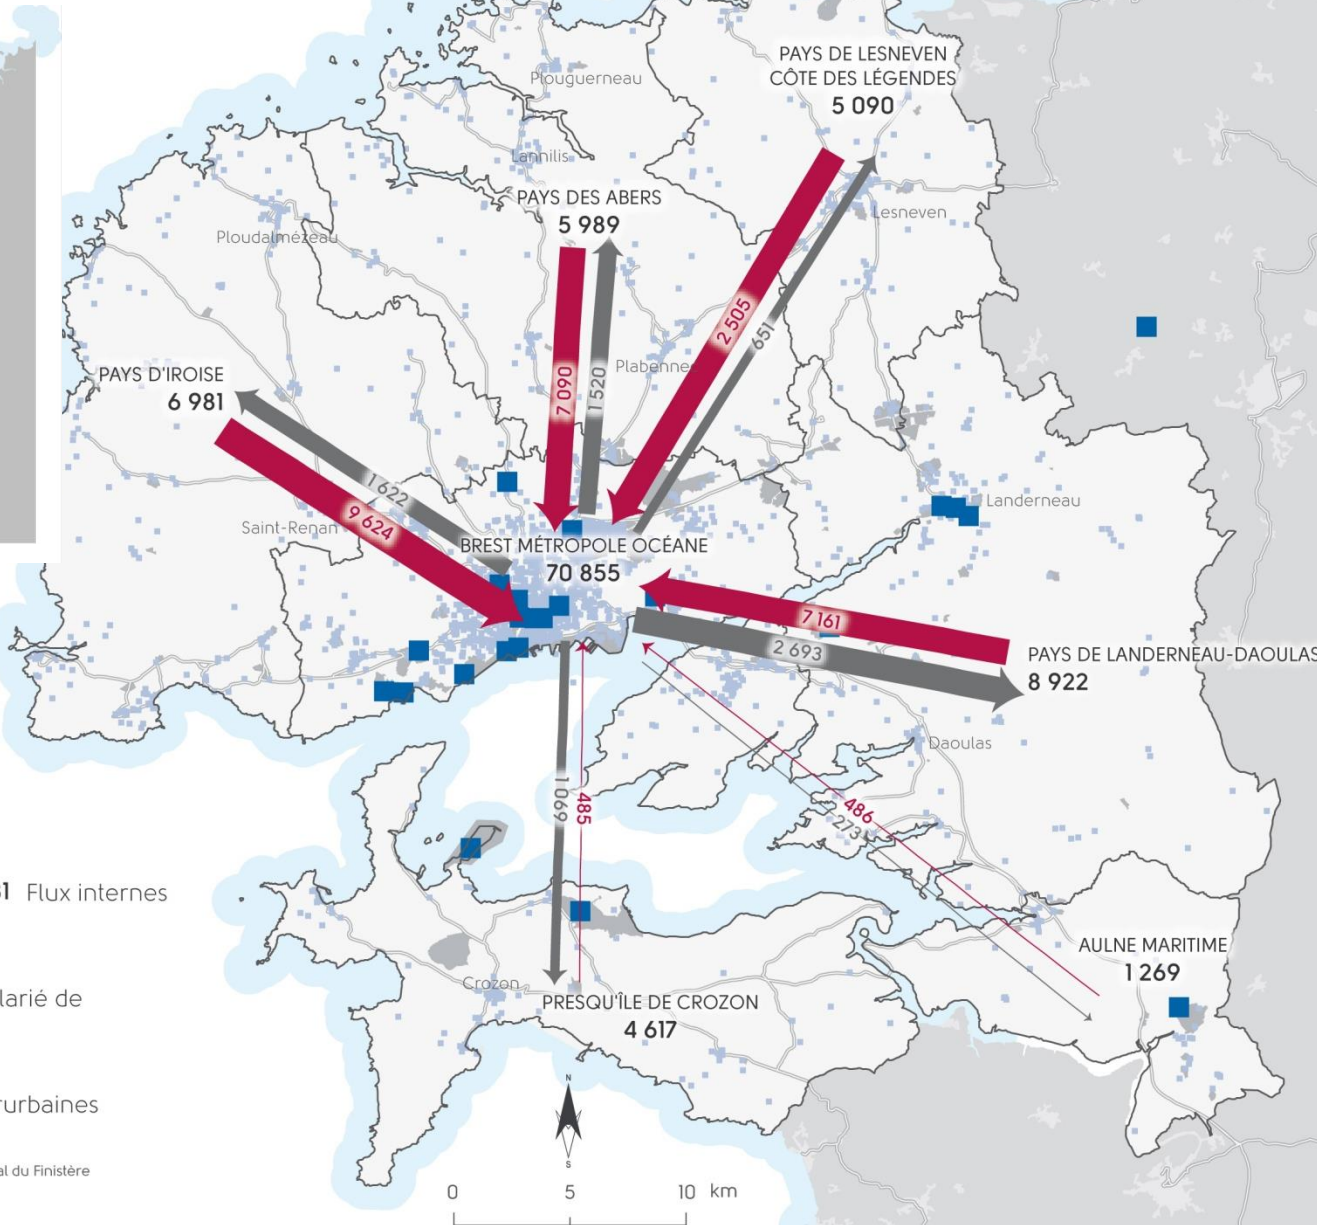 PAYS DE LESNEVEN
CÔTE DES LÉGENDES
5 090
Plouguerneau
Lannilis
PAYS DES ABERS
5 989
Lesneven
Ploudalmézeau
2 505
651
7 090
1 520
Plabenne
PAYS D'IROISE
6 981
1 622
9 624
Saint-Renan
Landerneau
BREST MÉTROPOLE OCÉANE
70 855
7 161
2 693
PAYS DE LANDERNEAU-DAOULAS
8 922
Daoulas
1 069
485
486
273
81 Flux internes
AULNE MARITIME
1 269
Crozon
larié de
PRESQU'ÎLE DE CROZON
4 617
rurbaines
N
S
al du Finistère
0 5 10 km